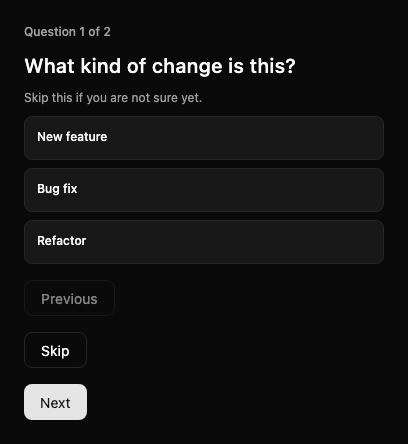 Question 1 of 2
What kind of change is this?
Skip this if you are not sure yet.
New feature
Bug fix
Refactor
Previous
Skip
Next